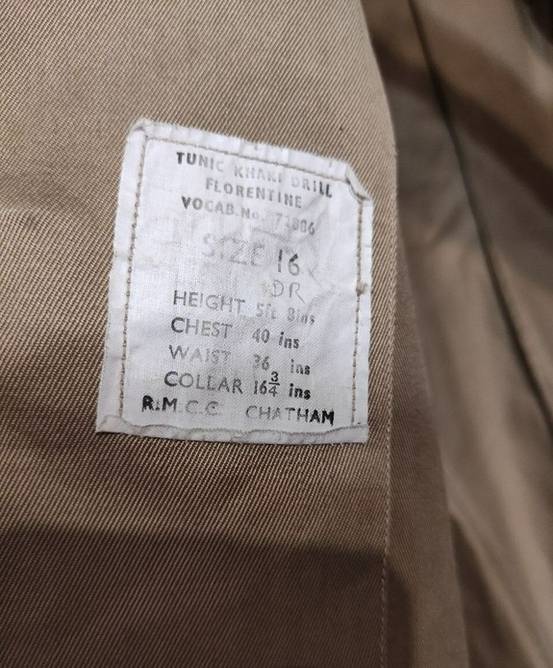 TUNIC KHAKI DRILL
FLORENTINE
VOCAB. No.
SIZE 16
DR
HEIGHT 5ft 8ins
CHEST 40 ins
WAIST 36 ins
COLLAR 16¾ ins
R.M.C.C. CHATHAM